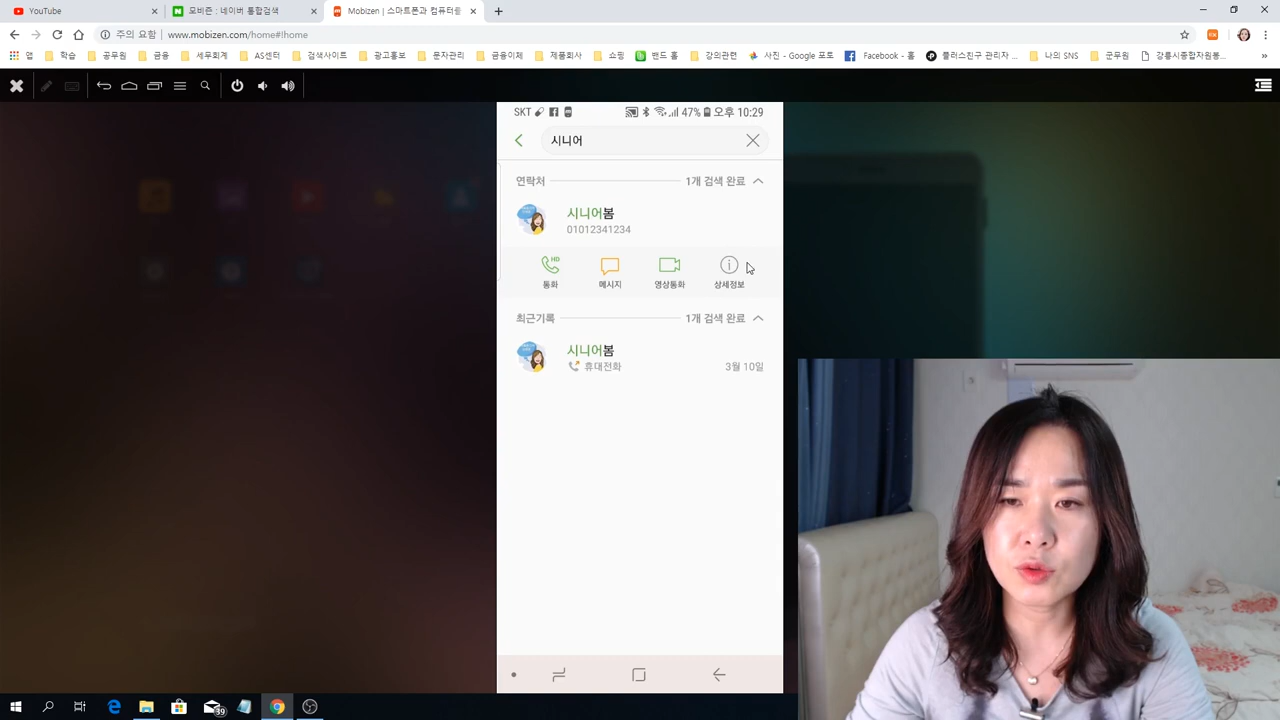 YouTube
모비즌 : 네이버 통합검색
Mobizen | 스마트폰과 컴퓨터를
주의 요함
www.mobizen.com/home#!home
앱
학습
공무원
금융
세무회계
AS센터
검색사이트
광고홍보
문자관리
금융이체
제품회사
쇼핑
밴드 홈
강의관련
사진 - Google 포토
Facebook - 홈
플러스친구 관리자 ...
나의 SNS
군무원
강릉시종합자원봉...
SKT
47%
오후 10:29
시니어
연락처
1개 검색 완료
시니어봄
01012341234
HD
통화
메시지
영상통화
상세정보
최근기록
1개 검색 완료
시니어봄
휴대전화
3월 10일
39